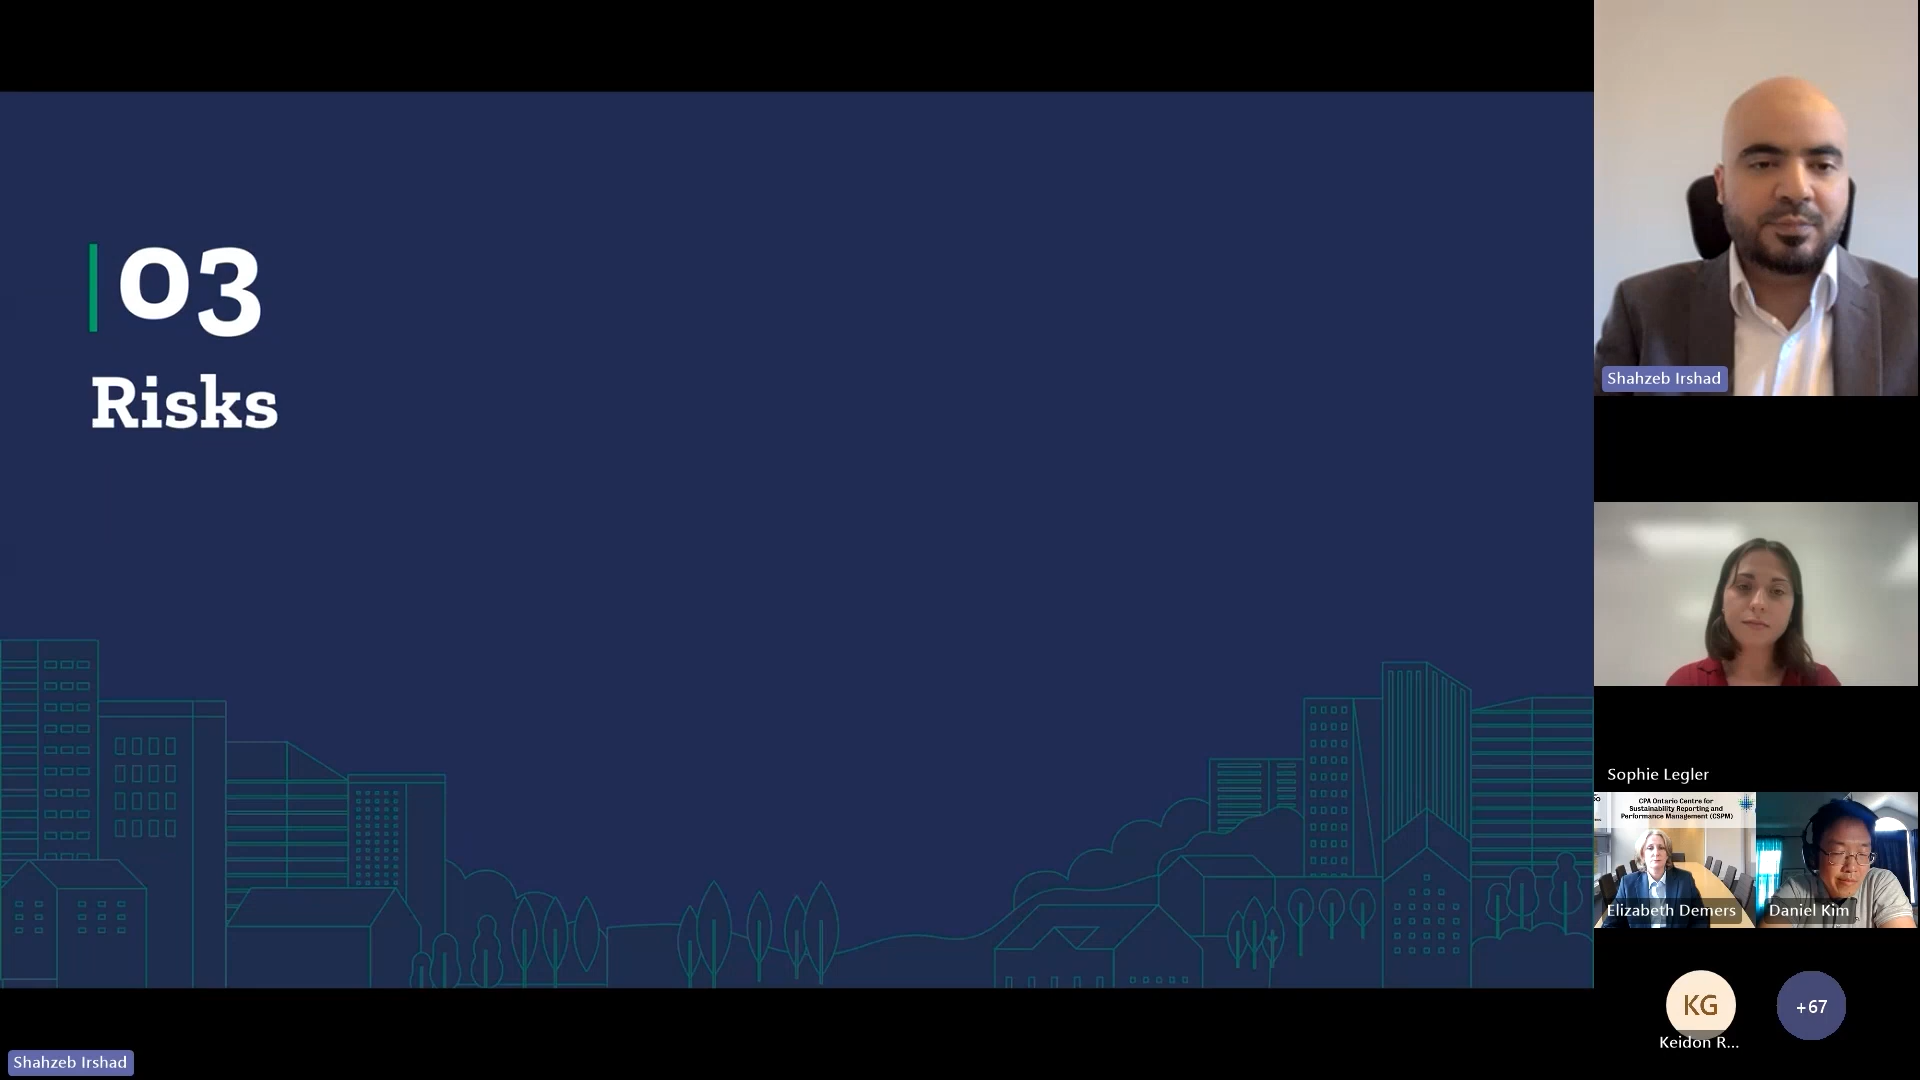 03
Risks
Shahzeb Irshad
Sophie Legler
CPA Ontario Centre for
Sustainability Reporting and
Performance Management (CSPM)
Elizabeth Demers
Daniel Kim
KG
+67
Keidon R...
Shahzeb Irshad